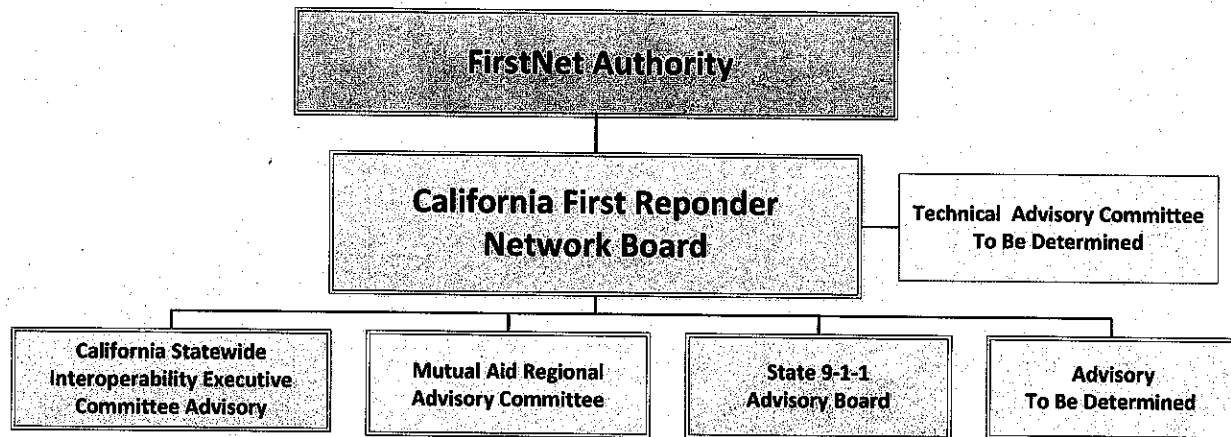 FirstNet Authority
California First Reponder
Network Board
Technical Advisory Committee
To Be Determined
California Statewide
Interoperability Executive
Committee Advisory
Mutual Aid Regional
Advisory Committee
State 9-1-1
Advisory Board
Advisory
To Be Determined